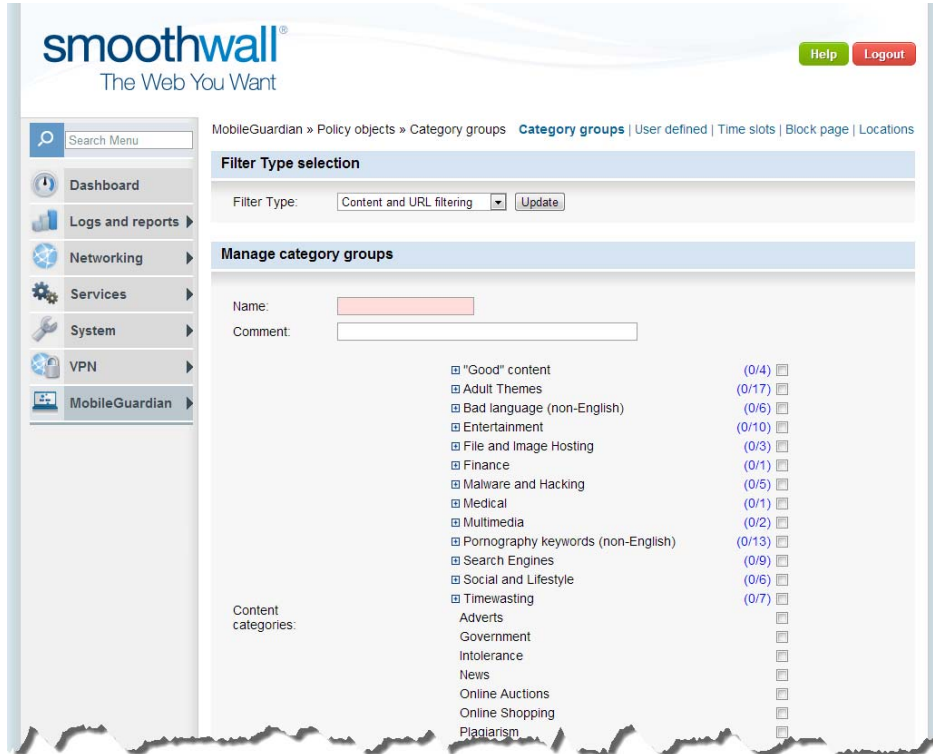 smoothwall®
The Web You Want
Help Logout
Search Menu
Dashboard
Logs and reports
Networking
Services
System
VPN
MobileGuardian
MobileGuardian » Policy objects » Category groups Category groups | User defined | Time slots | Block page | Locations
Filter Type selection
Filter Type: Content and URL filtering Update
Manage category groups
Name:
Comment:
Content
categories:
"Good" content (0/4)
Adult Themes (0/17)
Bad language (non-English) (0/6)
Entertainment (0/10)
File and Image Hosting (0/3)
Finance (0/1)
Malware and Hacking (0/5)
Medical (0/1)
Multimedia (0/2)
Pornography keywords (non-English) (0/13)
Search Engines (0/9)
Social and Lifestyle (0/6)
Timewasting (0/7)
Adverts
Government
Intolerance
News
Online Auctions
Online Shopping
Plagiarism